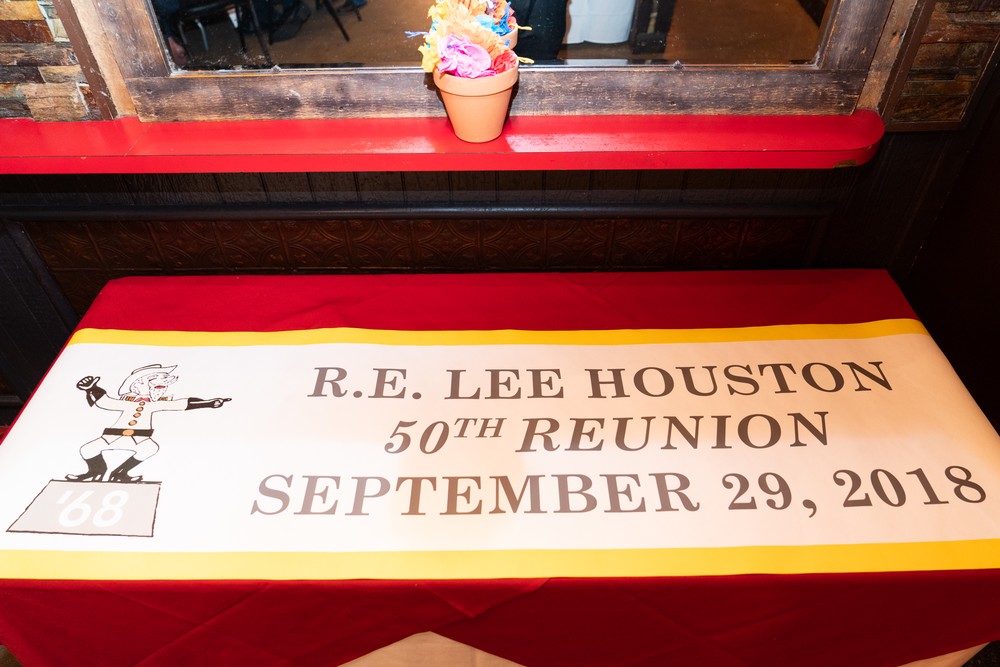 R.E. LEE HOUSTON
50TH REUNION
SEPTEMBER 29, 2018
'68